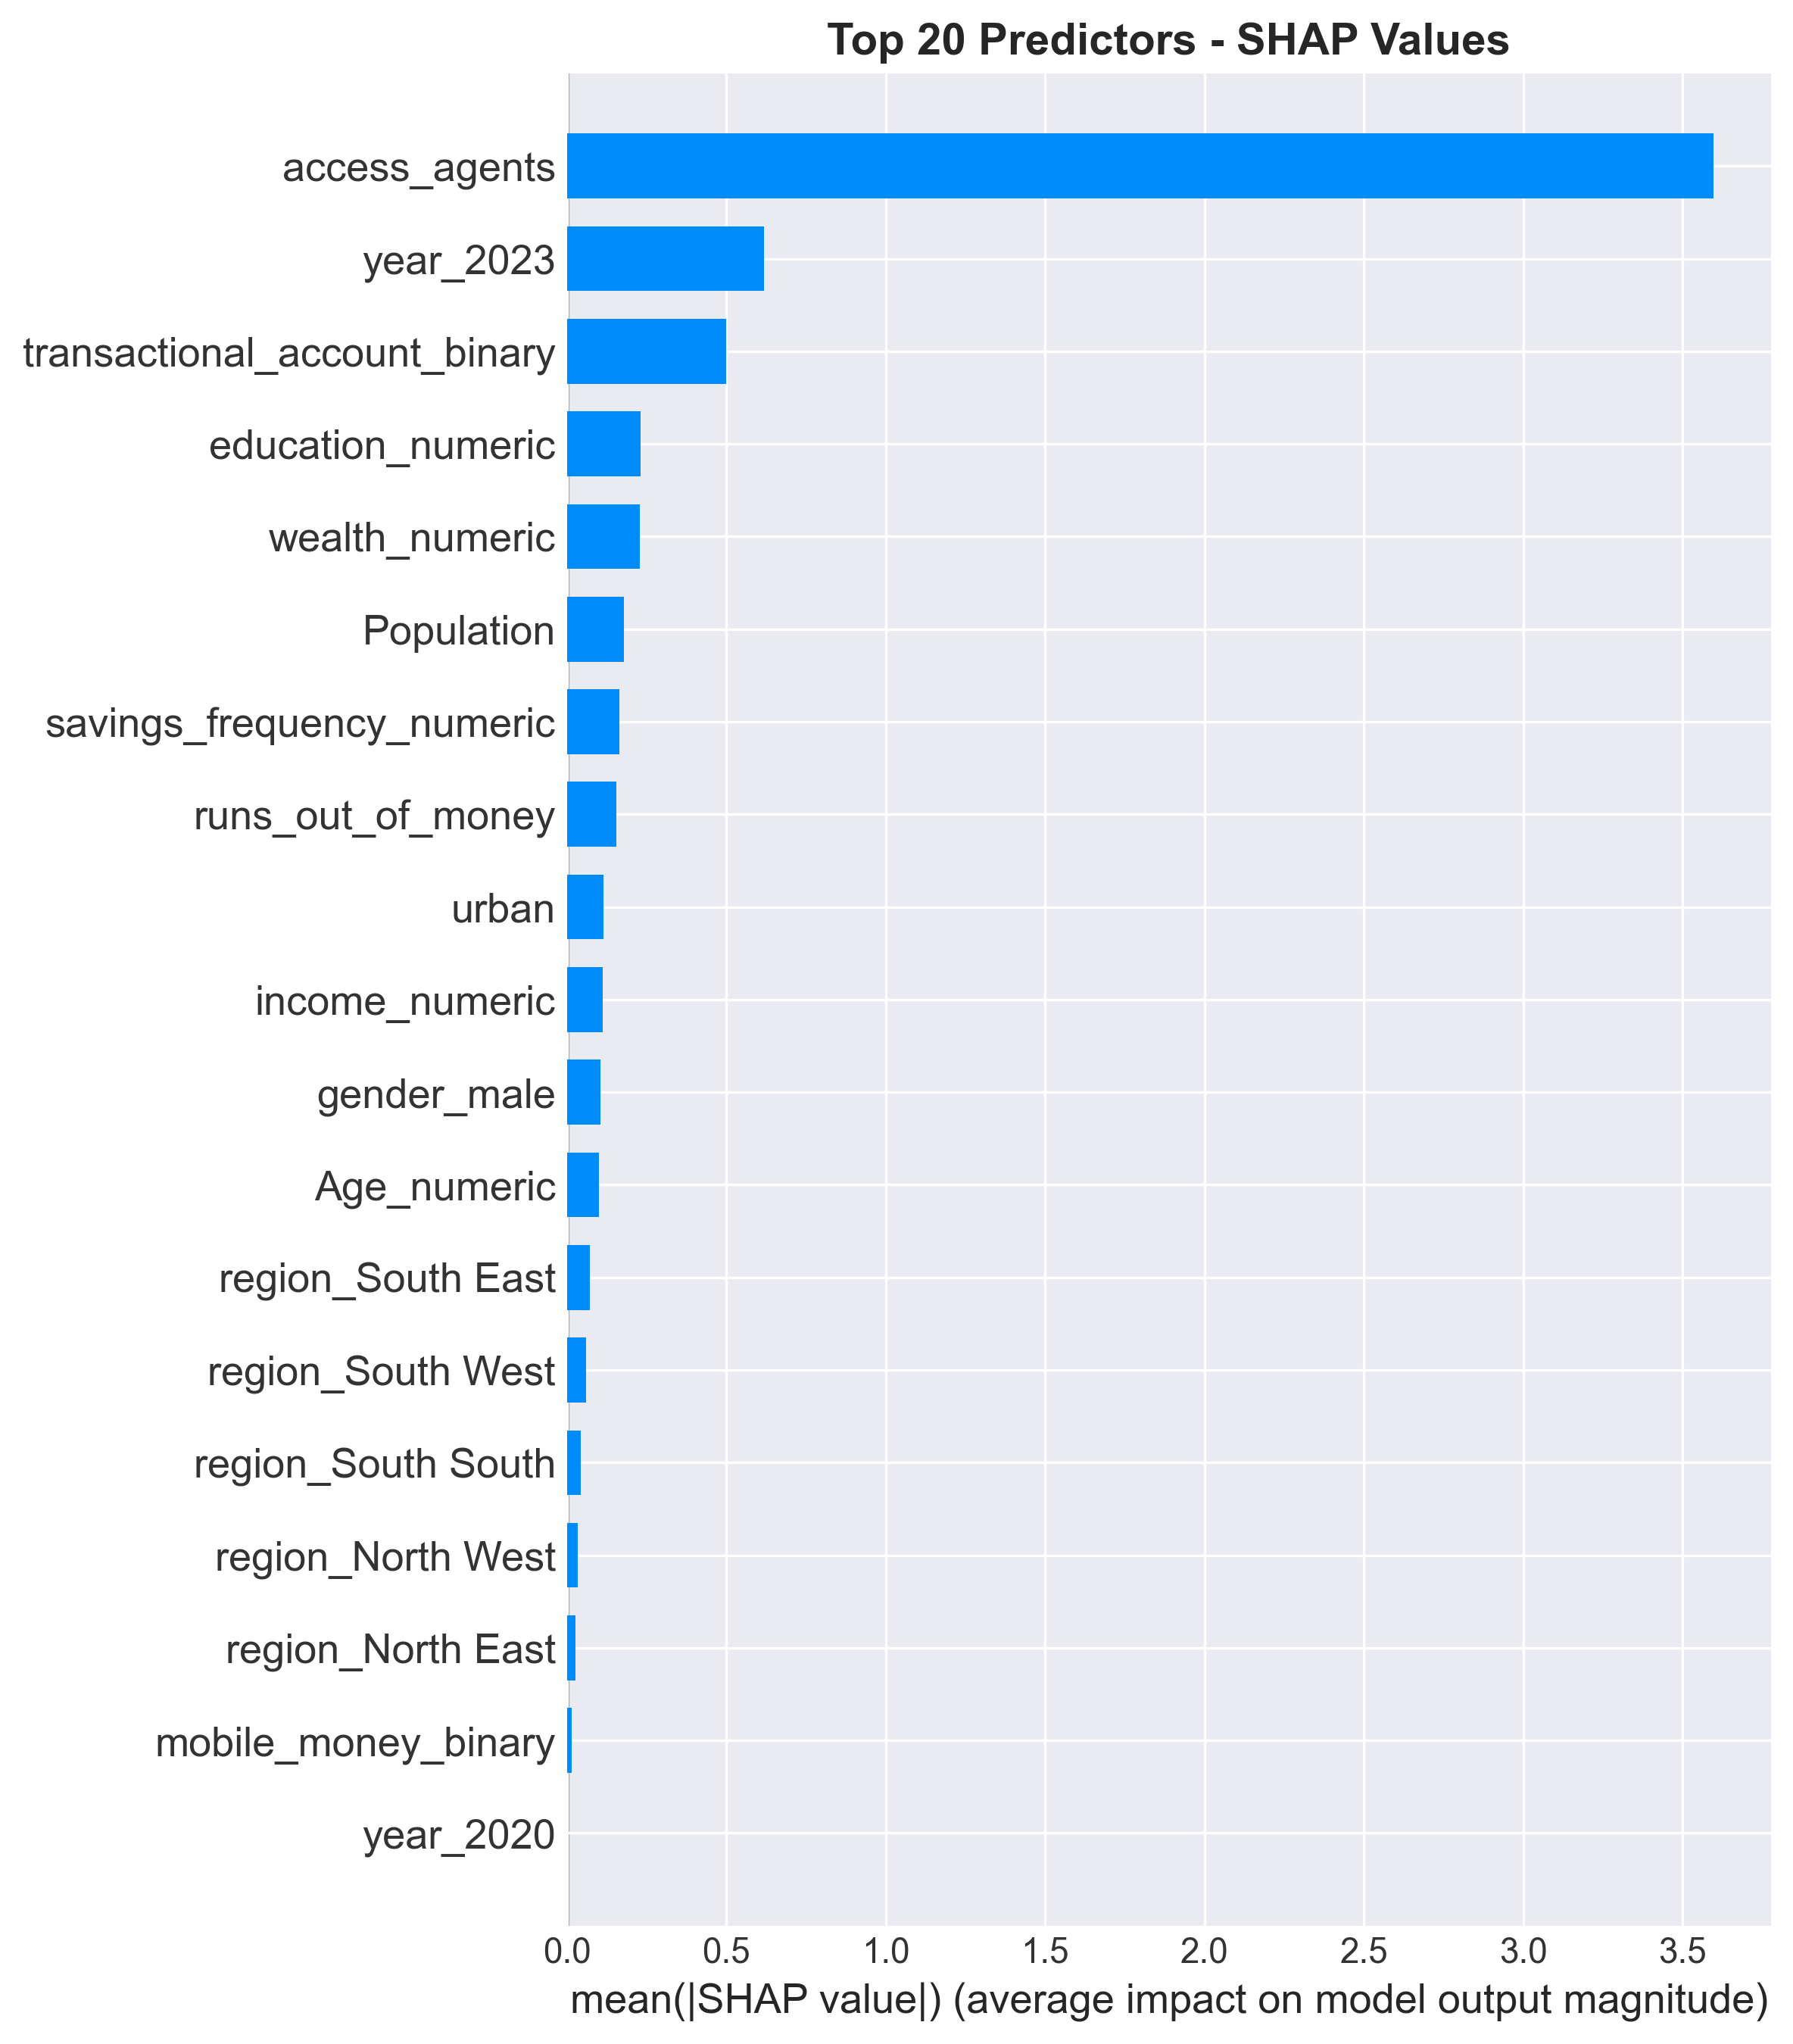 Top 20 Predictors - SHAP Values
access_agents
year_2023
transactional_account_binary
education_numeric
wealth_numeric
Population
savings_frequency_numeric
runs_out_of_money
urban
income_numeric
gender_male
Age_numeric
region_South East
region_South West
region_South South
region_North West
region_North East
mobile_money_binary
year_2020
0.0 0.5 1.0 1.5 2.0 2.5 3.0 3.5
mean(|SHAP value|) (average impact on model output magnitude)